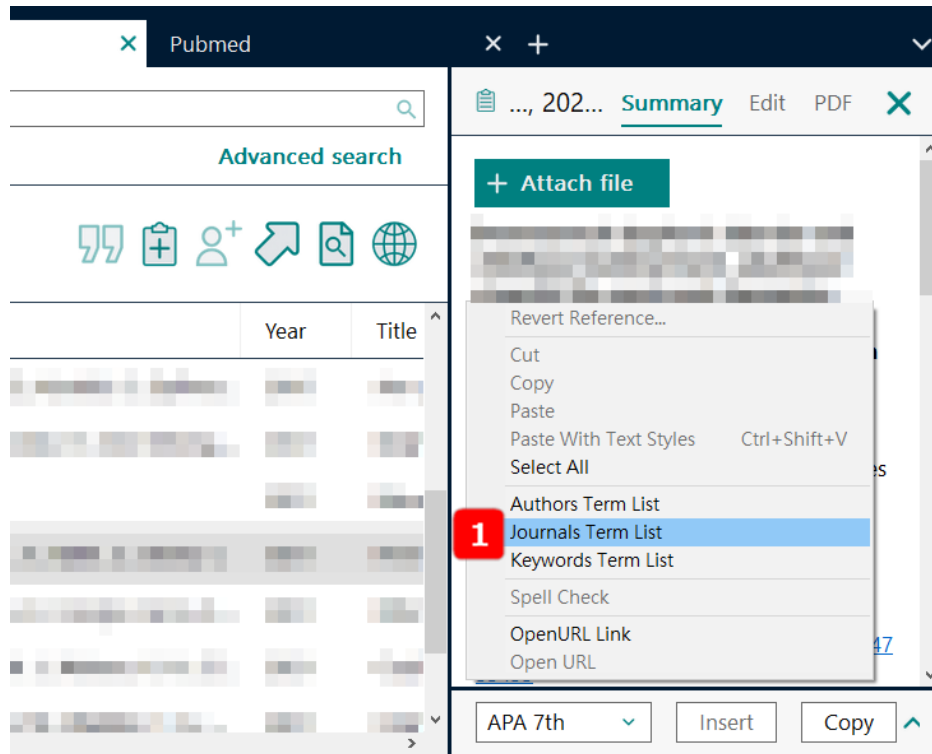 Pubmed
..., 202... Summary Edit PDF
Advanced search
+ Attach file
Year Title
Revert Reference...
Cut
Copy
Paste
Paste With Text Styles Ctrl+Shift+V
Select All
Authors Term List
1 Journals Term List
Keywords Term List
Spell Check
OpenURL Link
Open URL
47
APA 7th Insert Copy